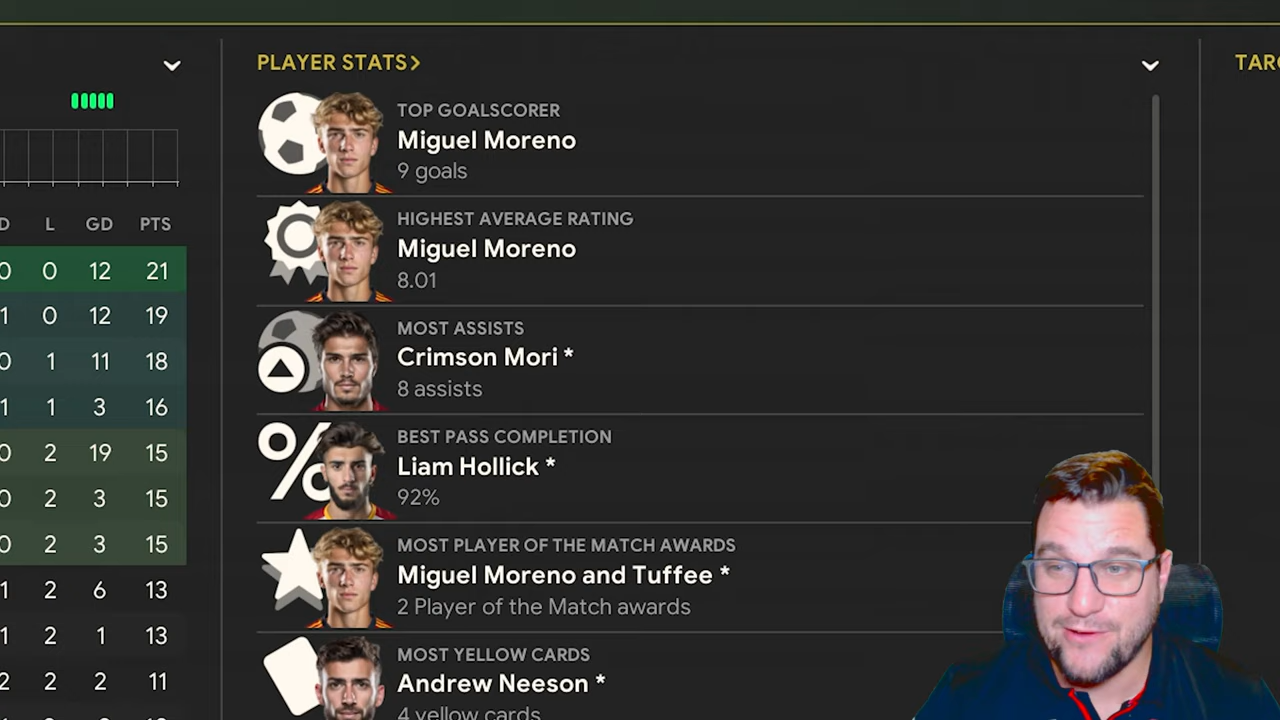 PLAYER STATS>
TARG
TOP GOALSCORER
Miguel Moreno
9 goals
HIGHEST AVERAGE RATING
Miguel Moreno
8.01
MOST ASSISTS
Crimson Mori *
8 assists
BEST PASS COMPLETION
Liam Hollick *
92%
MOST PLAYER OF THE MATCH AWARDS
Miguel Moreno and Tuffee *
2 Player of the Match awards
MOST YELLOW CARDS
Andrew Neeson *
4 yellow cards
D L GD PTS
0 0 12 21
1 0 12 19
0 1 11 18
1 1 3 16
0 2 19 15
0 2 3 15
0 2 3 15
1 2 6 13
1 2 1 13
2 2 2 11